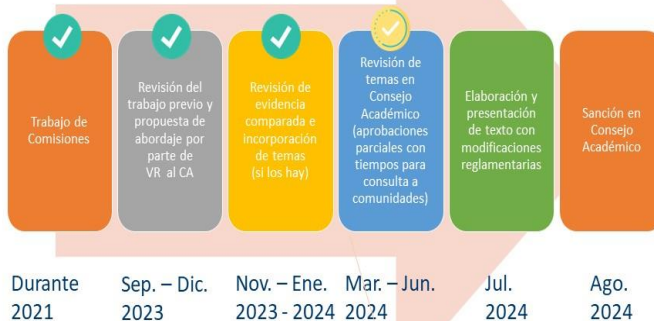 Trabajo de
Comisiones
Revisión del
trabajo previo y
propuesta de
abordaje por
parte de
VR al CA
Revisión de
evidencia
comparada e
incorporación
de temas
(si los hay)
Revisión de
temas en
Consejo
Académico
(aprobaciones
parciales con
tiempos para
consulta a
comunidades)
Elaboración y
presentación
de texto con
modificaciones
reglamentarias
Sanción en
Consejo
Académico
Durante
2021
Sep. – Dic.
2023
Nov. – Ene.
2023 - 2024
Mar. – Jun.
2024
Jul.
2024
Ago.
2024